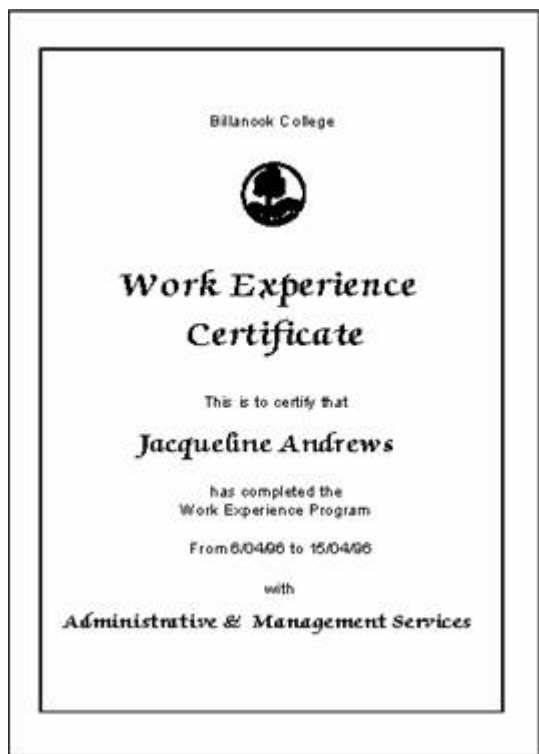 Billanook College
Work Experience
Certificate
This is to certify that
Jacqueline Andrews
has completed the
Work Experience Program
From 6/04/96 to 15/04/96
with
Administrative & Management Services